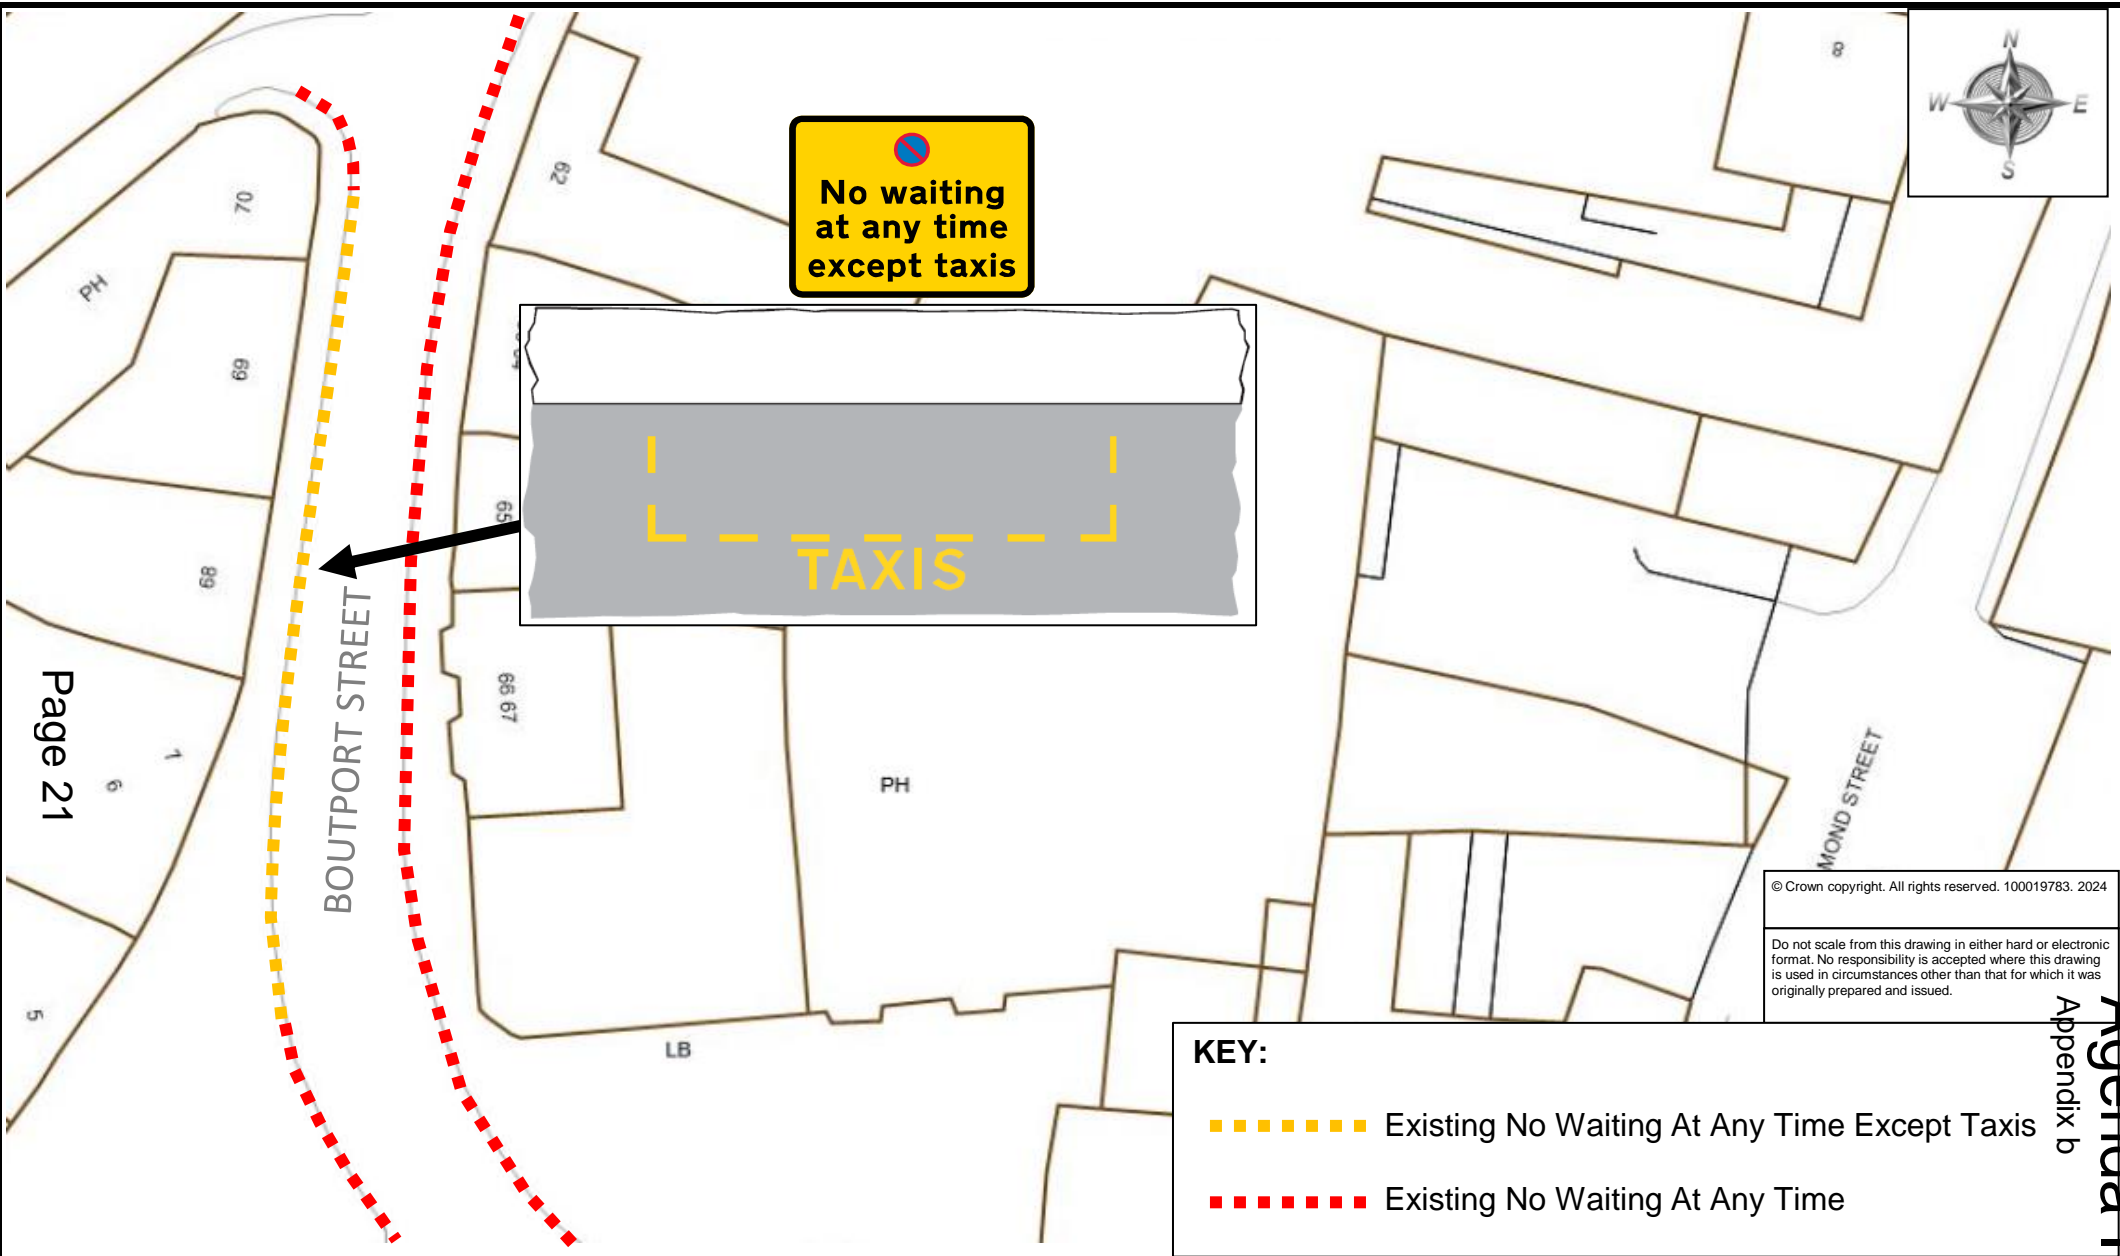 N
W
E
S
8
70
62
No waiting
at any time
except taxis
PH
69
65
TAXIS
68
BOUTPORT STREET
66 67
Page 21
7
6
PH
MOND STREET
5
LB
© Crown copyright. All rights reserved. 100019783. 2024
Do not scale from this drawing in either hard or electronic
format. No responsibility is accepted where this drawing
is used in circumstances other than that for which it was
originally prepared and issued.
KEY:
Existing No Waiting At Any Time Except Taxis
Existing No Waiting At Any Time
Appendix b
Agenda